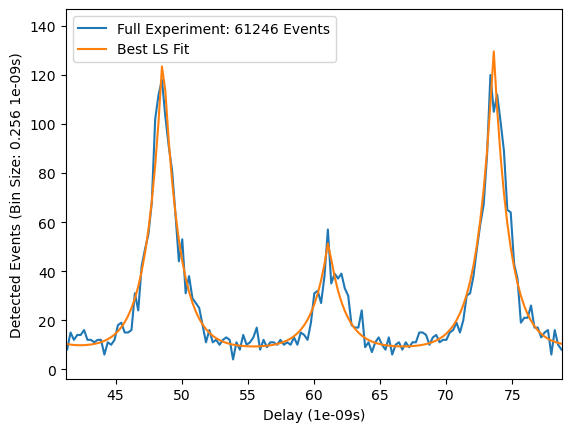 Full Experiment: 61246 Events
Best LS Fit
Detected Events (Bin Size: 0.256 1e-09s)
140
120
100
80
60
40
20
0
45 50 55 60 65 70 75
Delay (1e-09s)